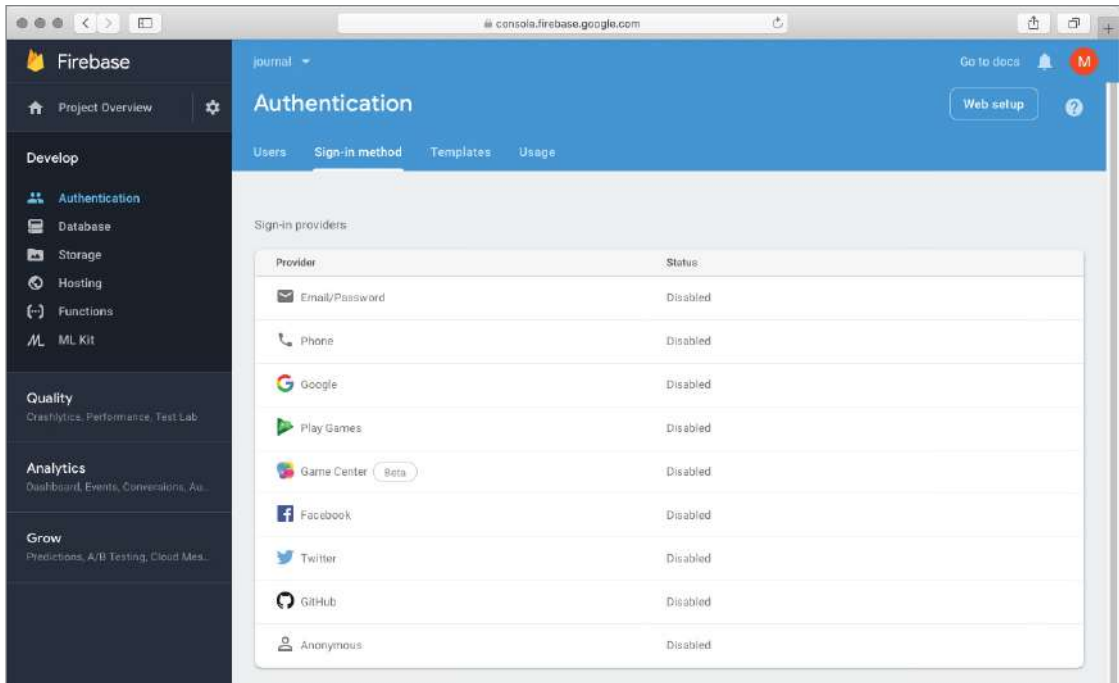 console.firebase.google.com
Firebase
Project Overview
Develop
Authentication
Database
Storage
Hosting
Functions
ML Kit
Quality
Crashlytics, Performance, Test Lab
Analytics
Dashboard, Events, Conversions, Au...
Grow
Predictions, A/B Testing, Cloud Mes...
journal
Go to docs
M
Authentication
Web setup
?
Users Sign-in method Templates Usage
Sign-in providers
Provider Status
Email/Password Disabled
Phone Disabled
Google Disabled
Play Games Disabled
Game Center Beta Disabled
Facebook Disabled
Twitter Disabled
GitHub Disabled
Anonymous Disabled